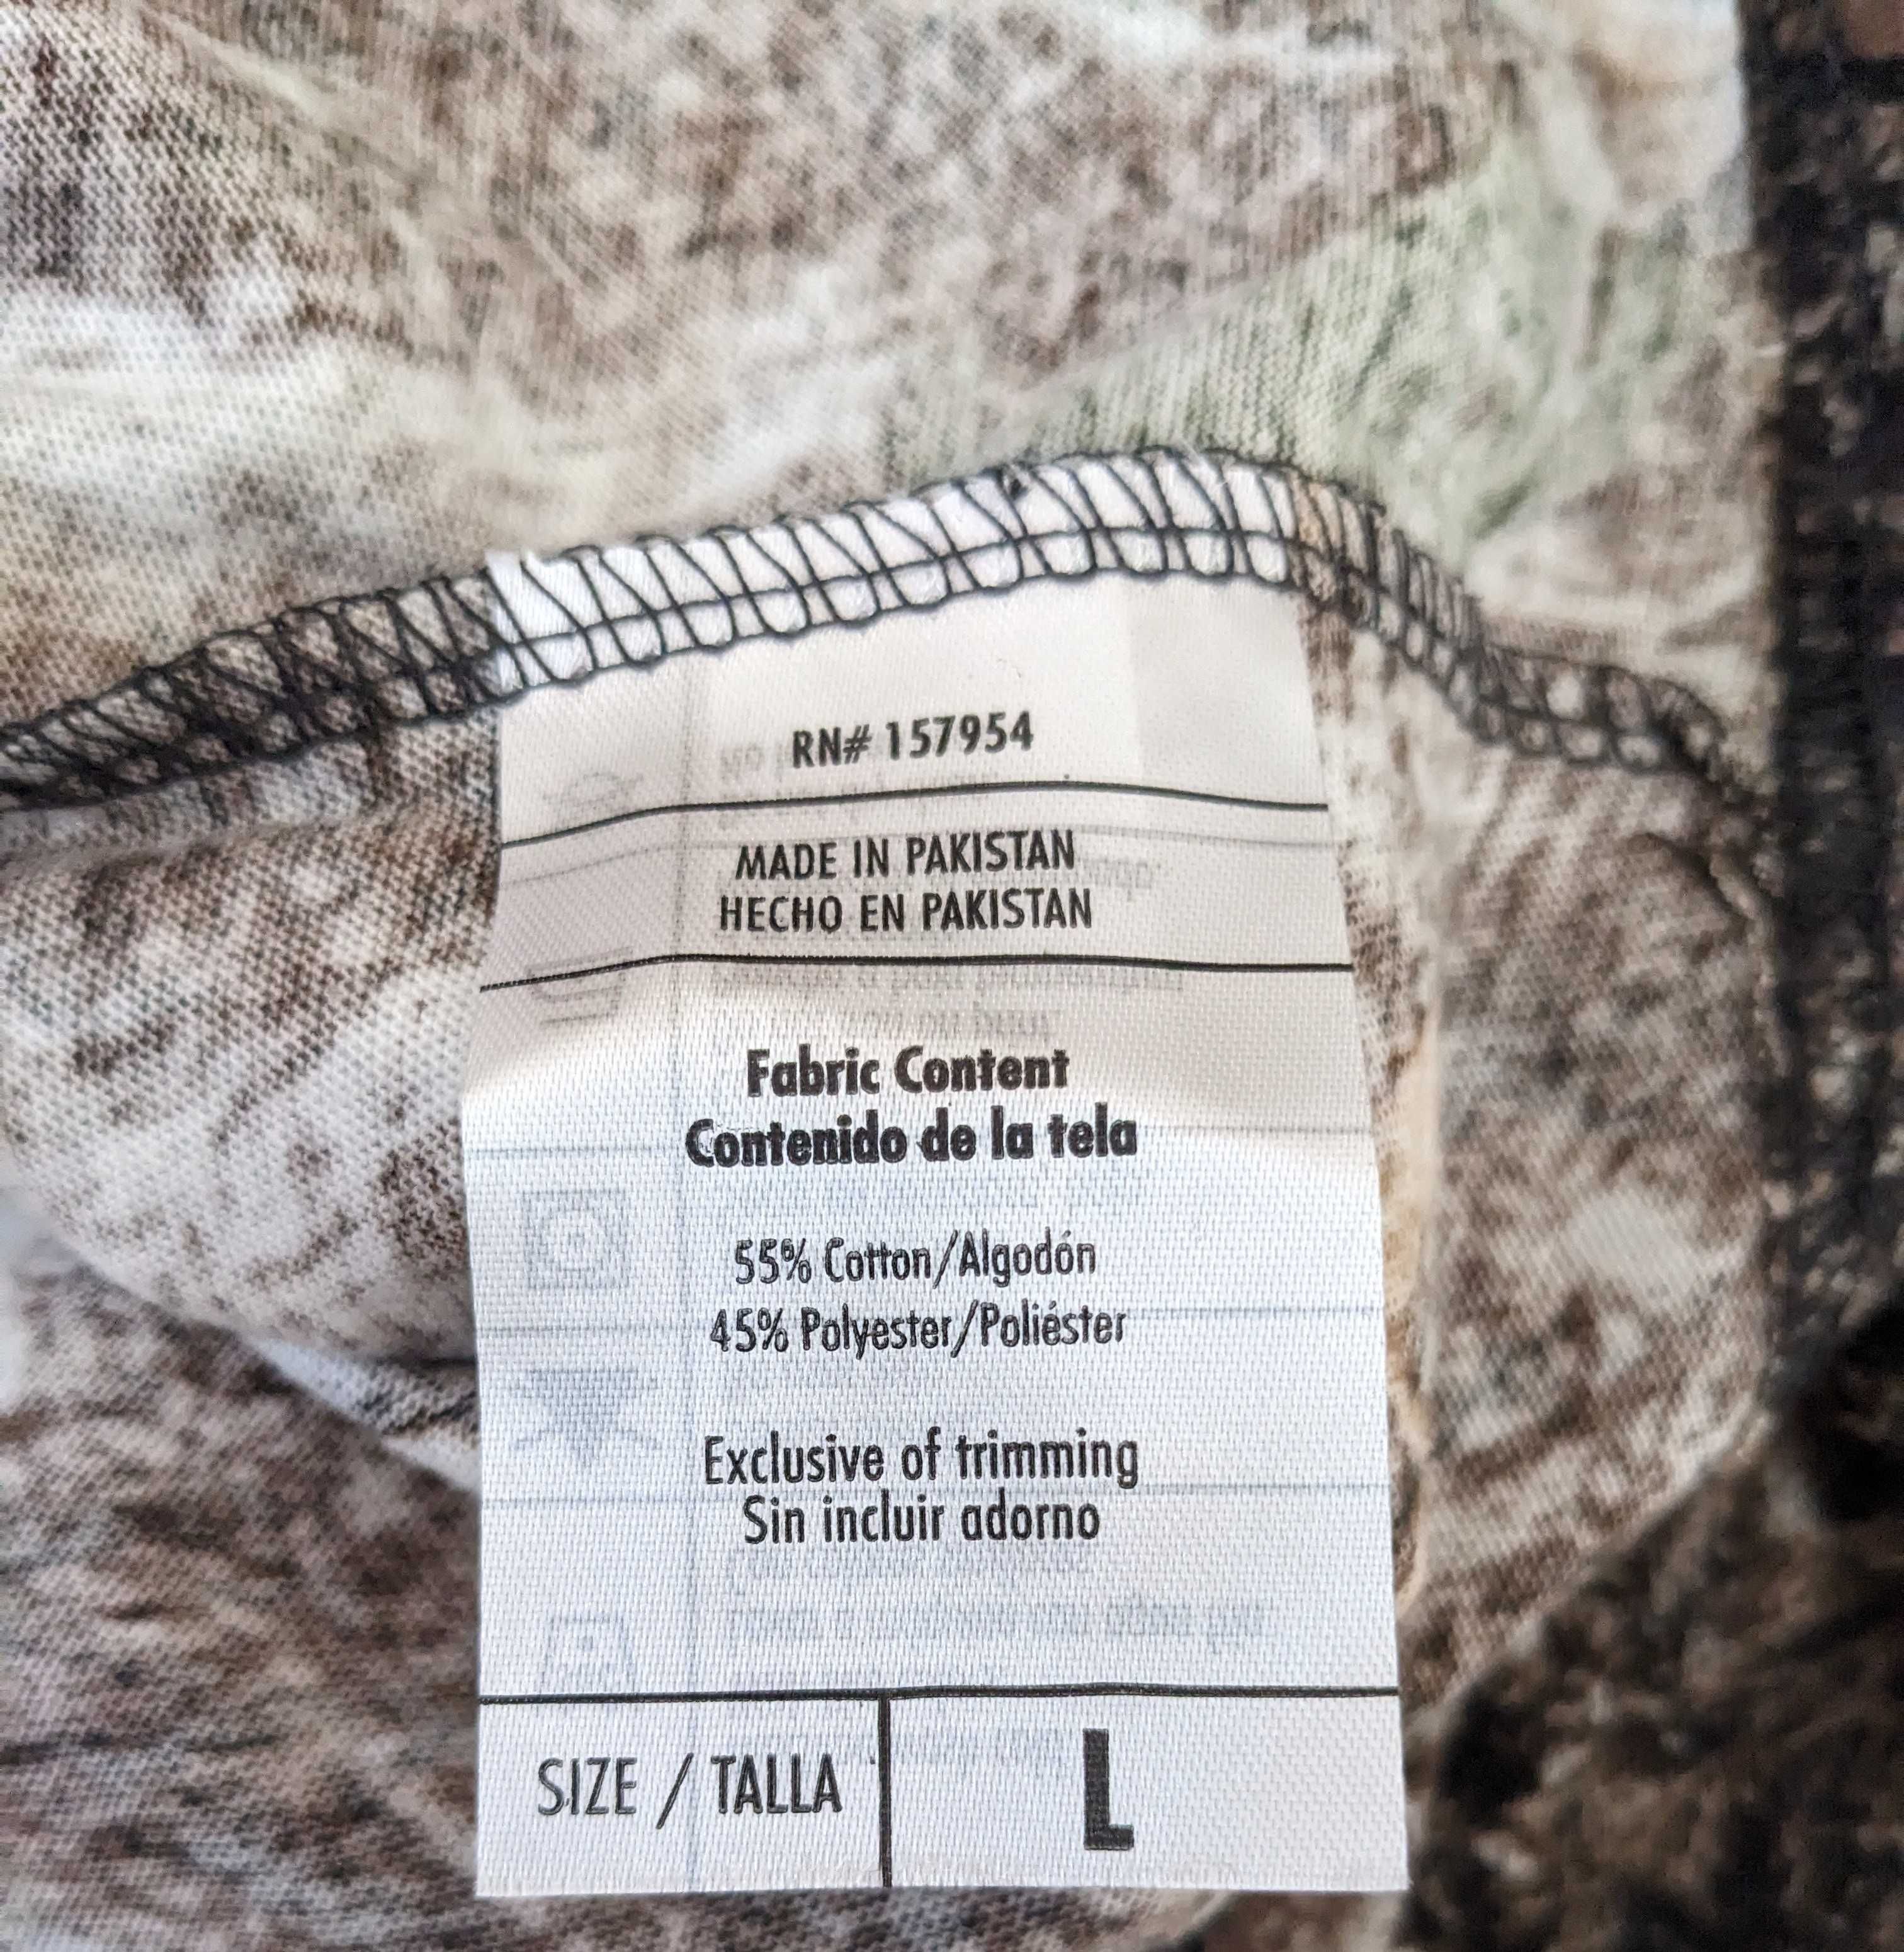 RN# 157954
MADE IN PAKISTAN
HECHO EN PAKISTAN
Fabric Content
Contenido de la tela
55% Cotton/Algodón
45% Polyester/Poliéster
Exclusive of trimming
Sin incluir adorno
SIZE / TALLA
L